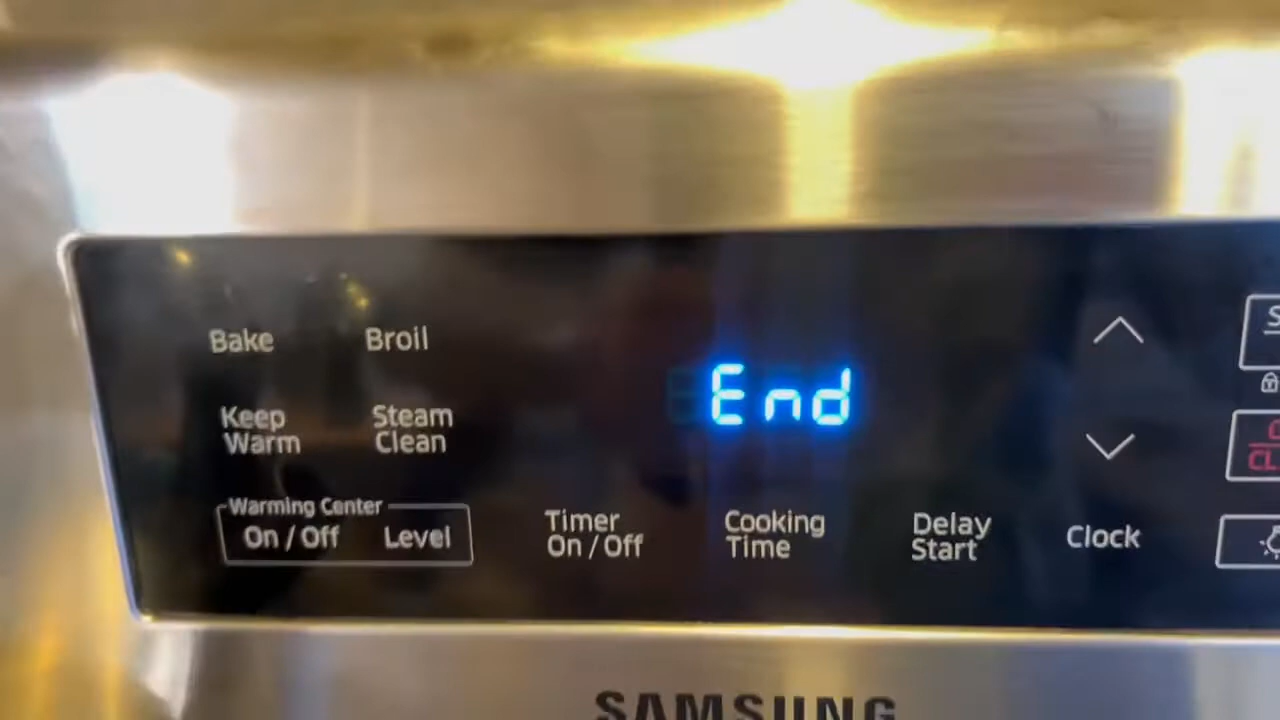 Bake
Broil
End
Keep
Warm
Steam
Clean
Warming Center
On / Off
Level
Timer
On / Off
Cooking
Time
Delay
Start
Clock
SAMSUNG